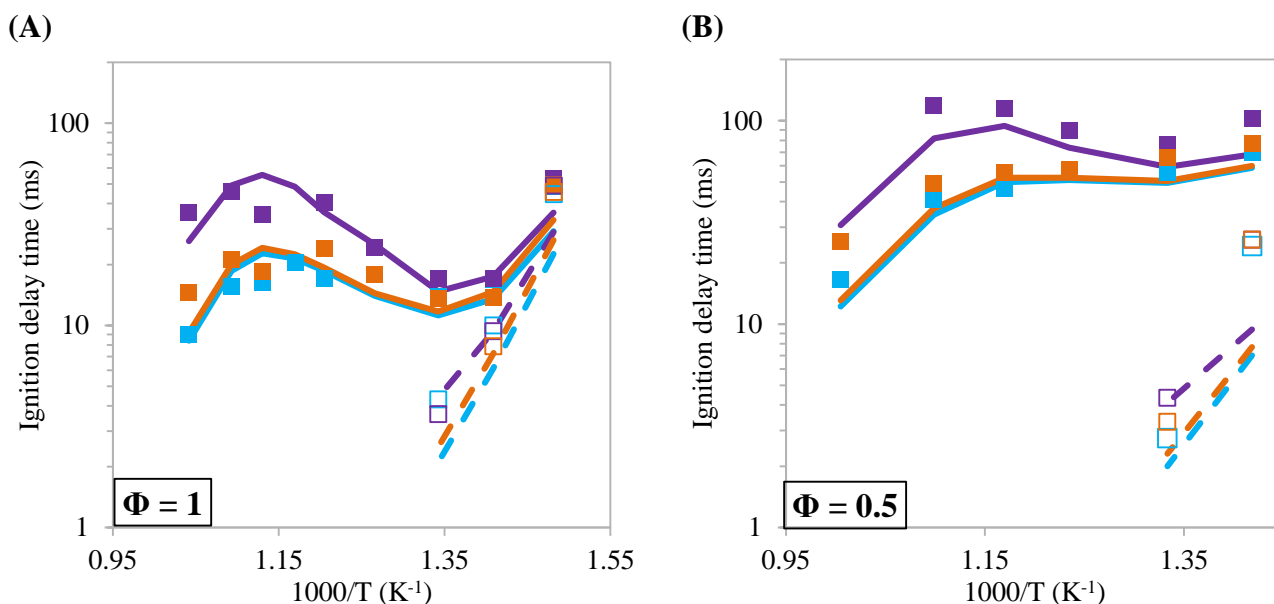 (A)
Ignition delay time (ms)
100
10
1
Φ = 1
0.95
1.15
1.35
1.55
1000/T (K⁻¹)
(B)
Ignition delay time (ms)
100
10
1
Φ = 0.5
0.95
1.15
1.35
1000/T (K⁻¹)